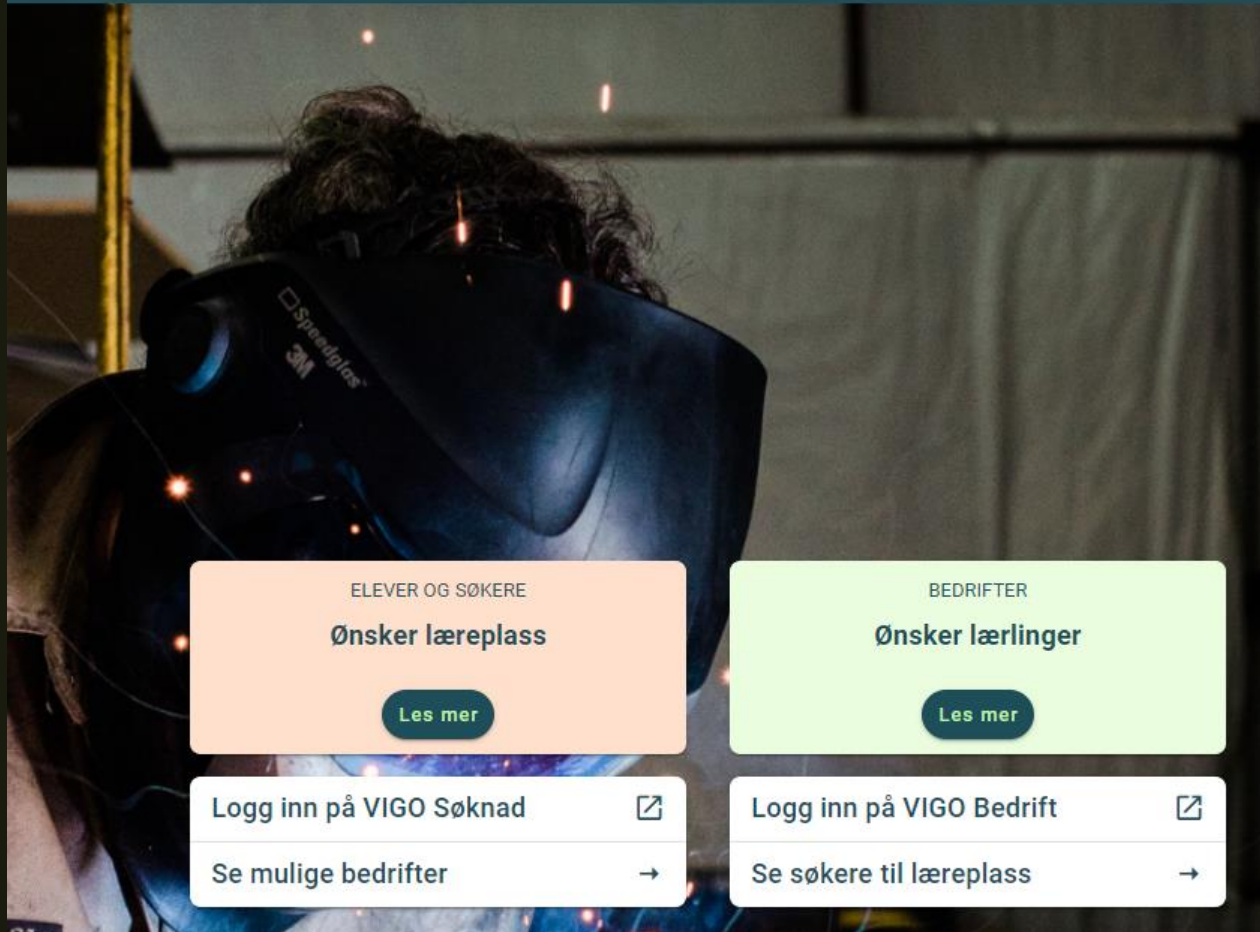 Speedglas™
3M
ELEVER OG SØKERE
Ønsker læreplass
Les mer
Logg inn på VIGO Søknad
Se mulige bedrifter
BEDRIFTER
Ønsker lærlinger
Les mer
Logg inn på VIGO Bedrift
Se søkere til læreplass